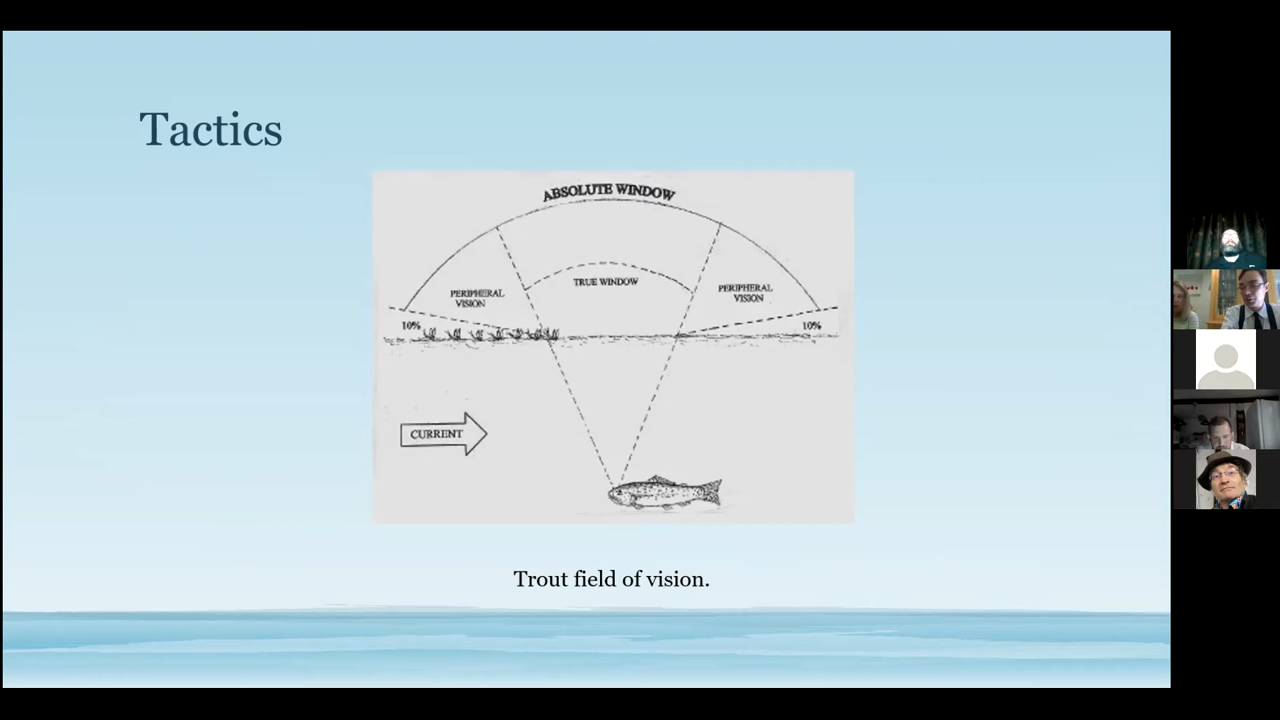 Tactics
ABSOLUTE WINDOW
TRUE WINDOW
PERIPHERAL
VISION
PERIPHERAL
VISION
10%
10%
CURRENT
Trout field of vision.